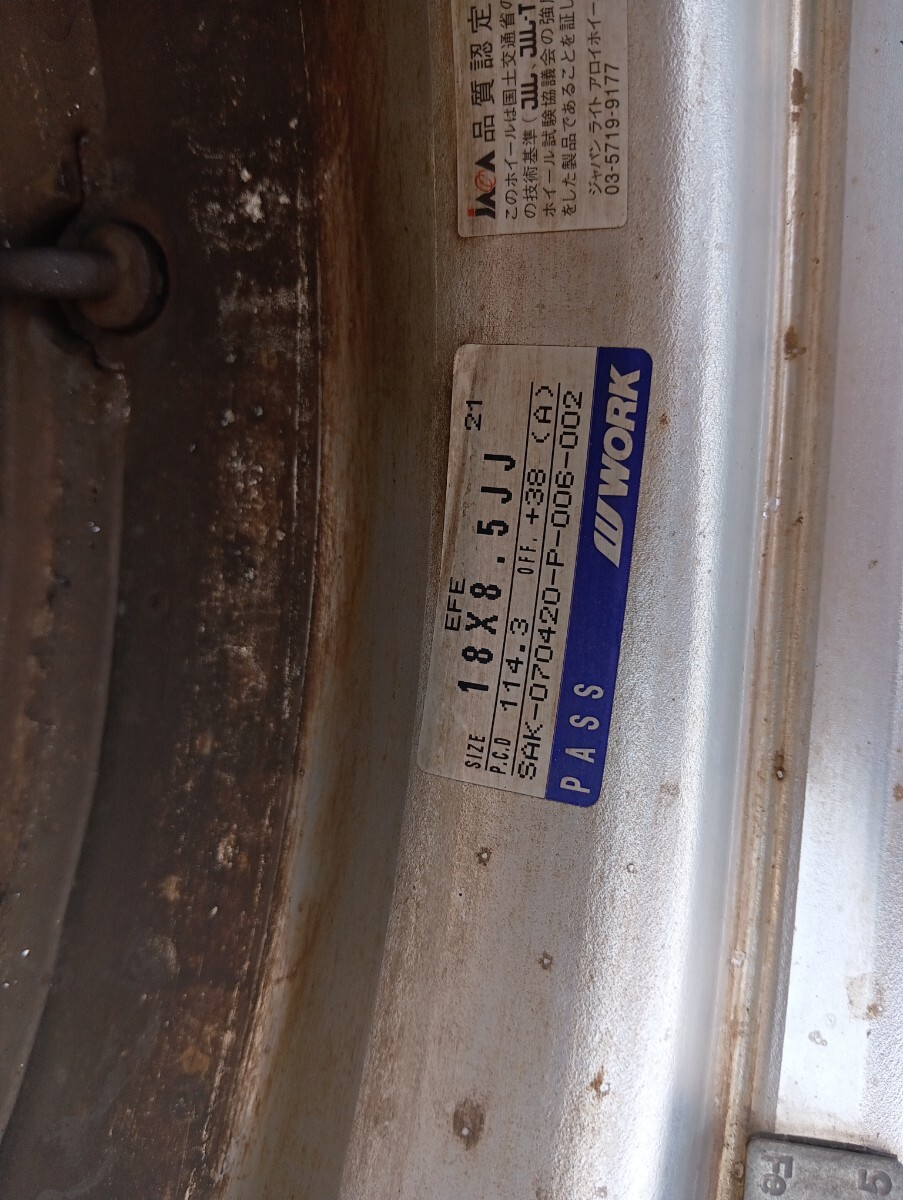 JAWA 品質認定
このホイールは国土交通省の
の技術基準(JWL、JWL-T
ホイール試験協議会の強
をした製品であることを証し
ジャパンライトアロイホイー
03-5719-9177
EFE 21
SIZE 18X8.5JJ
P.C.D 114.3 OFF. +38 (A)
SAK-070420-P-006-002
PASS WORK
Fe 5